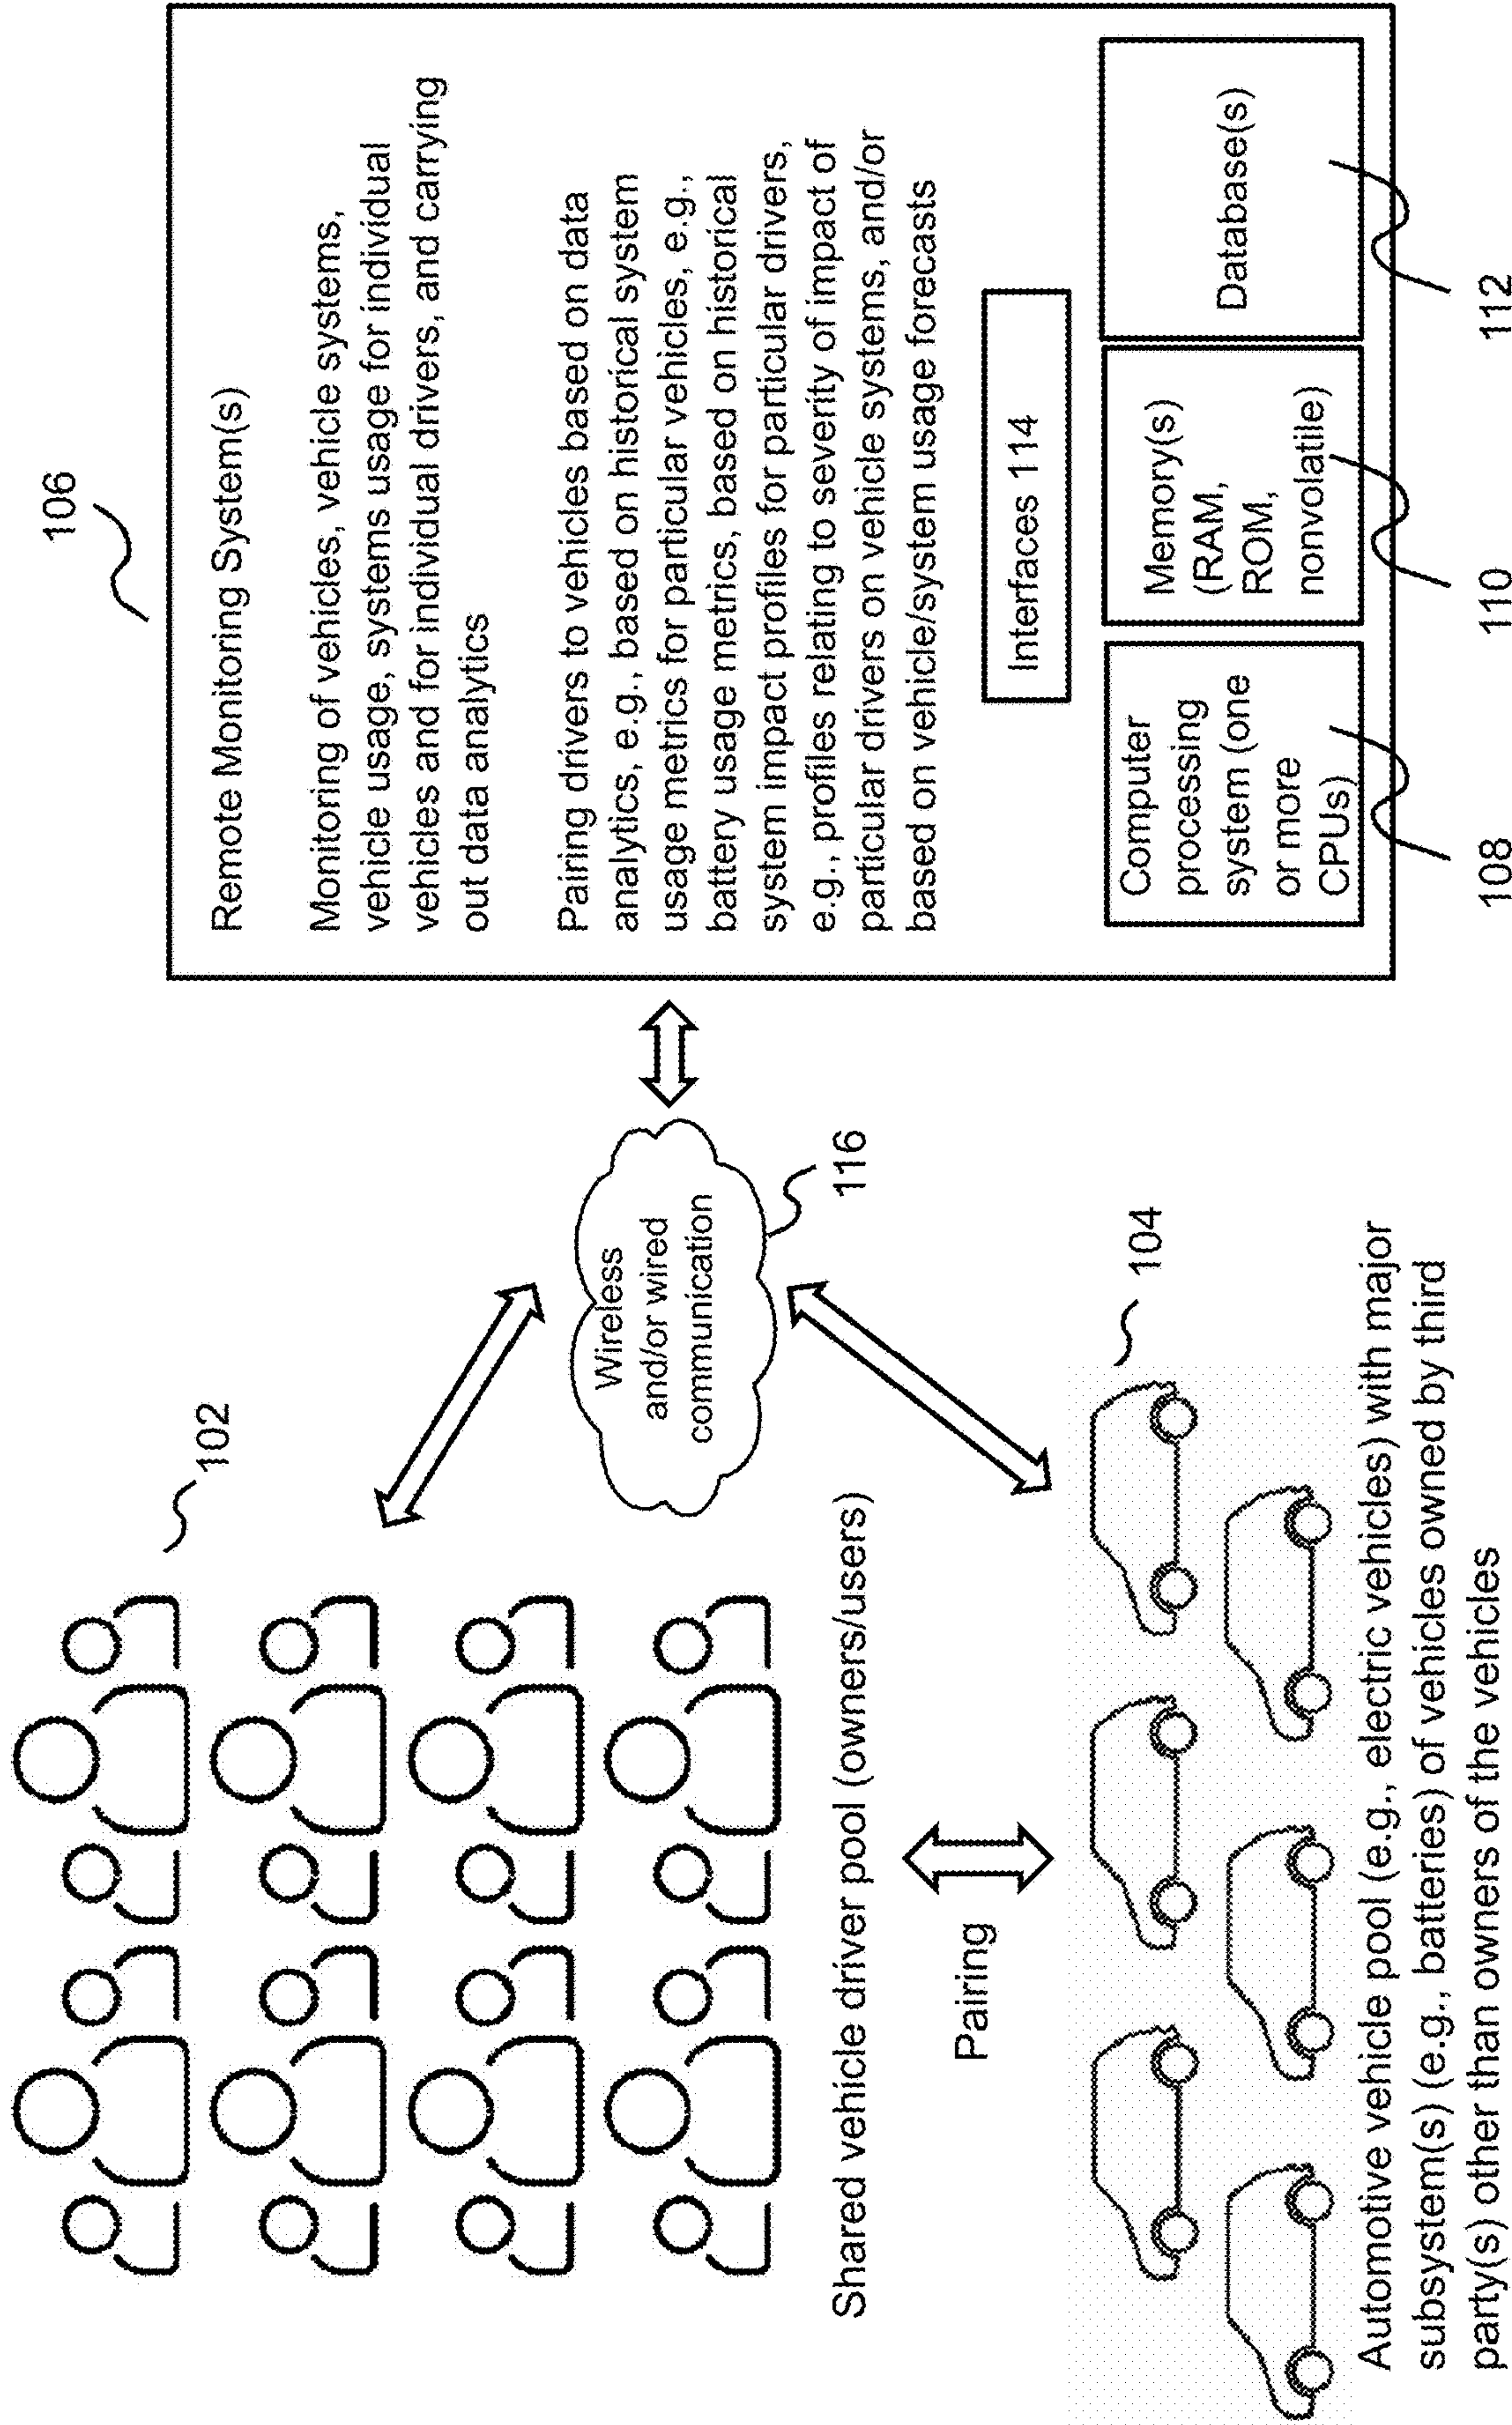 102
Shared vehicle driver pool (owners/users)
Pairing
104
Automotive vehicle pool (e.g., electric vehicles) with major
subsystem(s) (e.g., batteries) of vehicles owned by third
party(s) other than owners of the vehicles
Wireless
and/or wired
communication
116
106
Remote Monitoring System(s)
Monitoring of vehicles, vehicle systems,
vehicle usage, systems usage for individual
vehicles and for individual drivers, and carrying
out data analytics
Pairing drivers to vehicles based on data
analytics, e.g., based on historical system
usage metrics for particular vehicles, e.g.,
battery usage metrics, based on historical
system impact profiles for particular drivers,
e.g., profiles relating to severity of impact of
particular drivers on vehicle systems, and/or
based on vehicle/system usage forecasts
Interfaces 114
Computer
processing
system (one
or more
CPUs)
Memory(s)
(RAM,
ROM,
nonvolatile)
Database(s)
108
110
112